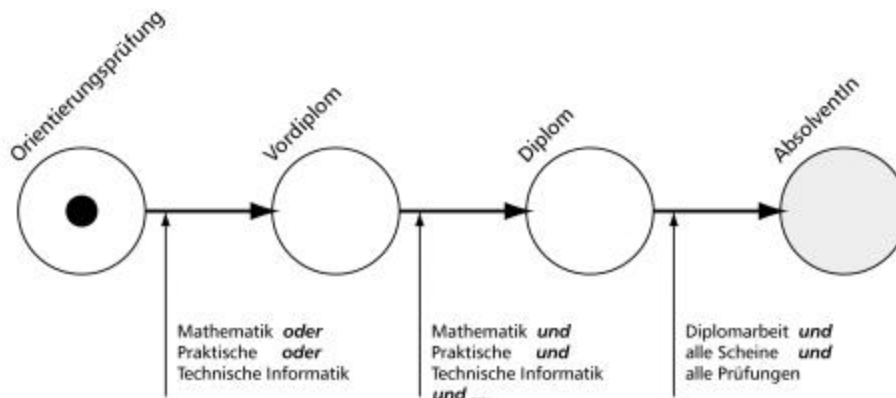 Orientierungsprüfung
Vordiplom
Diplom
AbsolventIn
Mathematik oder
Praktische oder
Technische Informatik
Mathematik und
Praktische und
Technische Informatik
und ...
Diplomarbeit und
alle Scheine und
alle Prüfungen